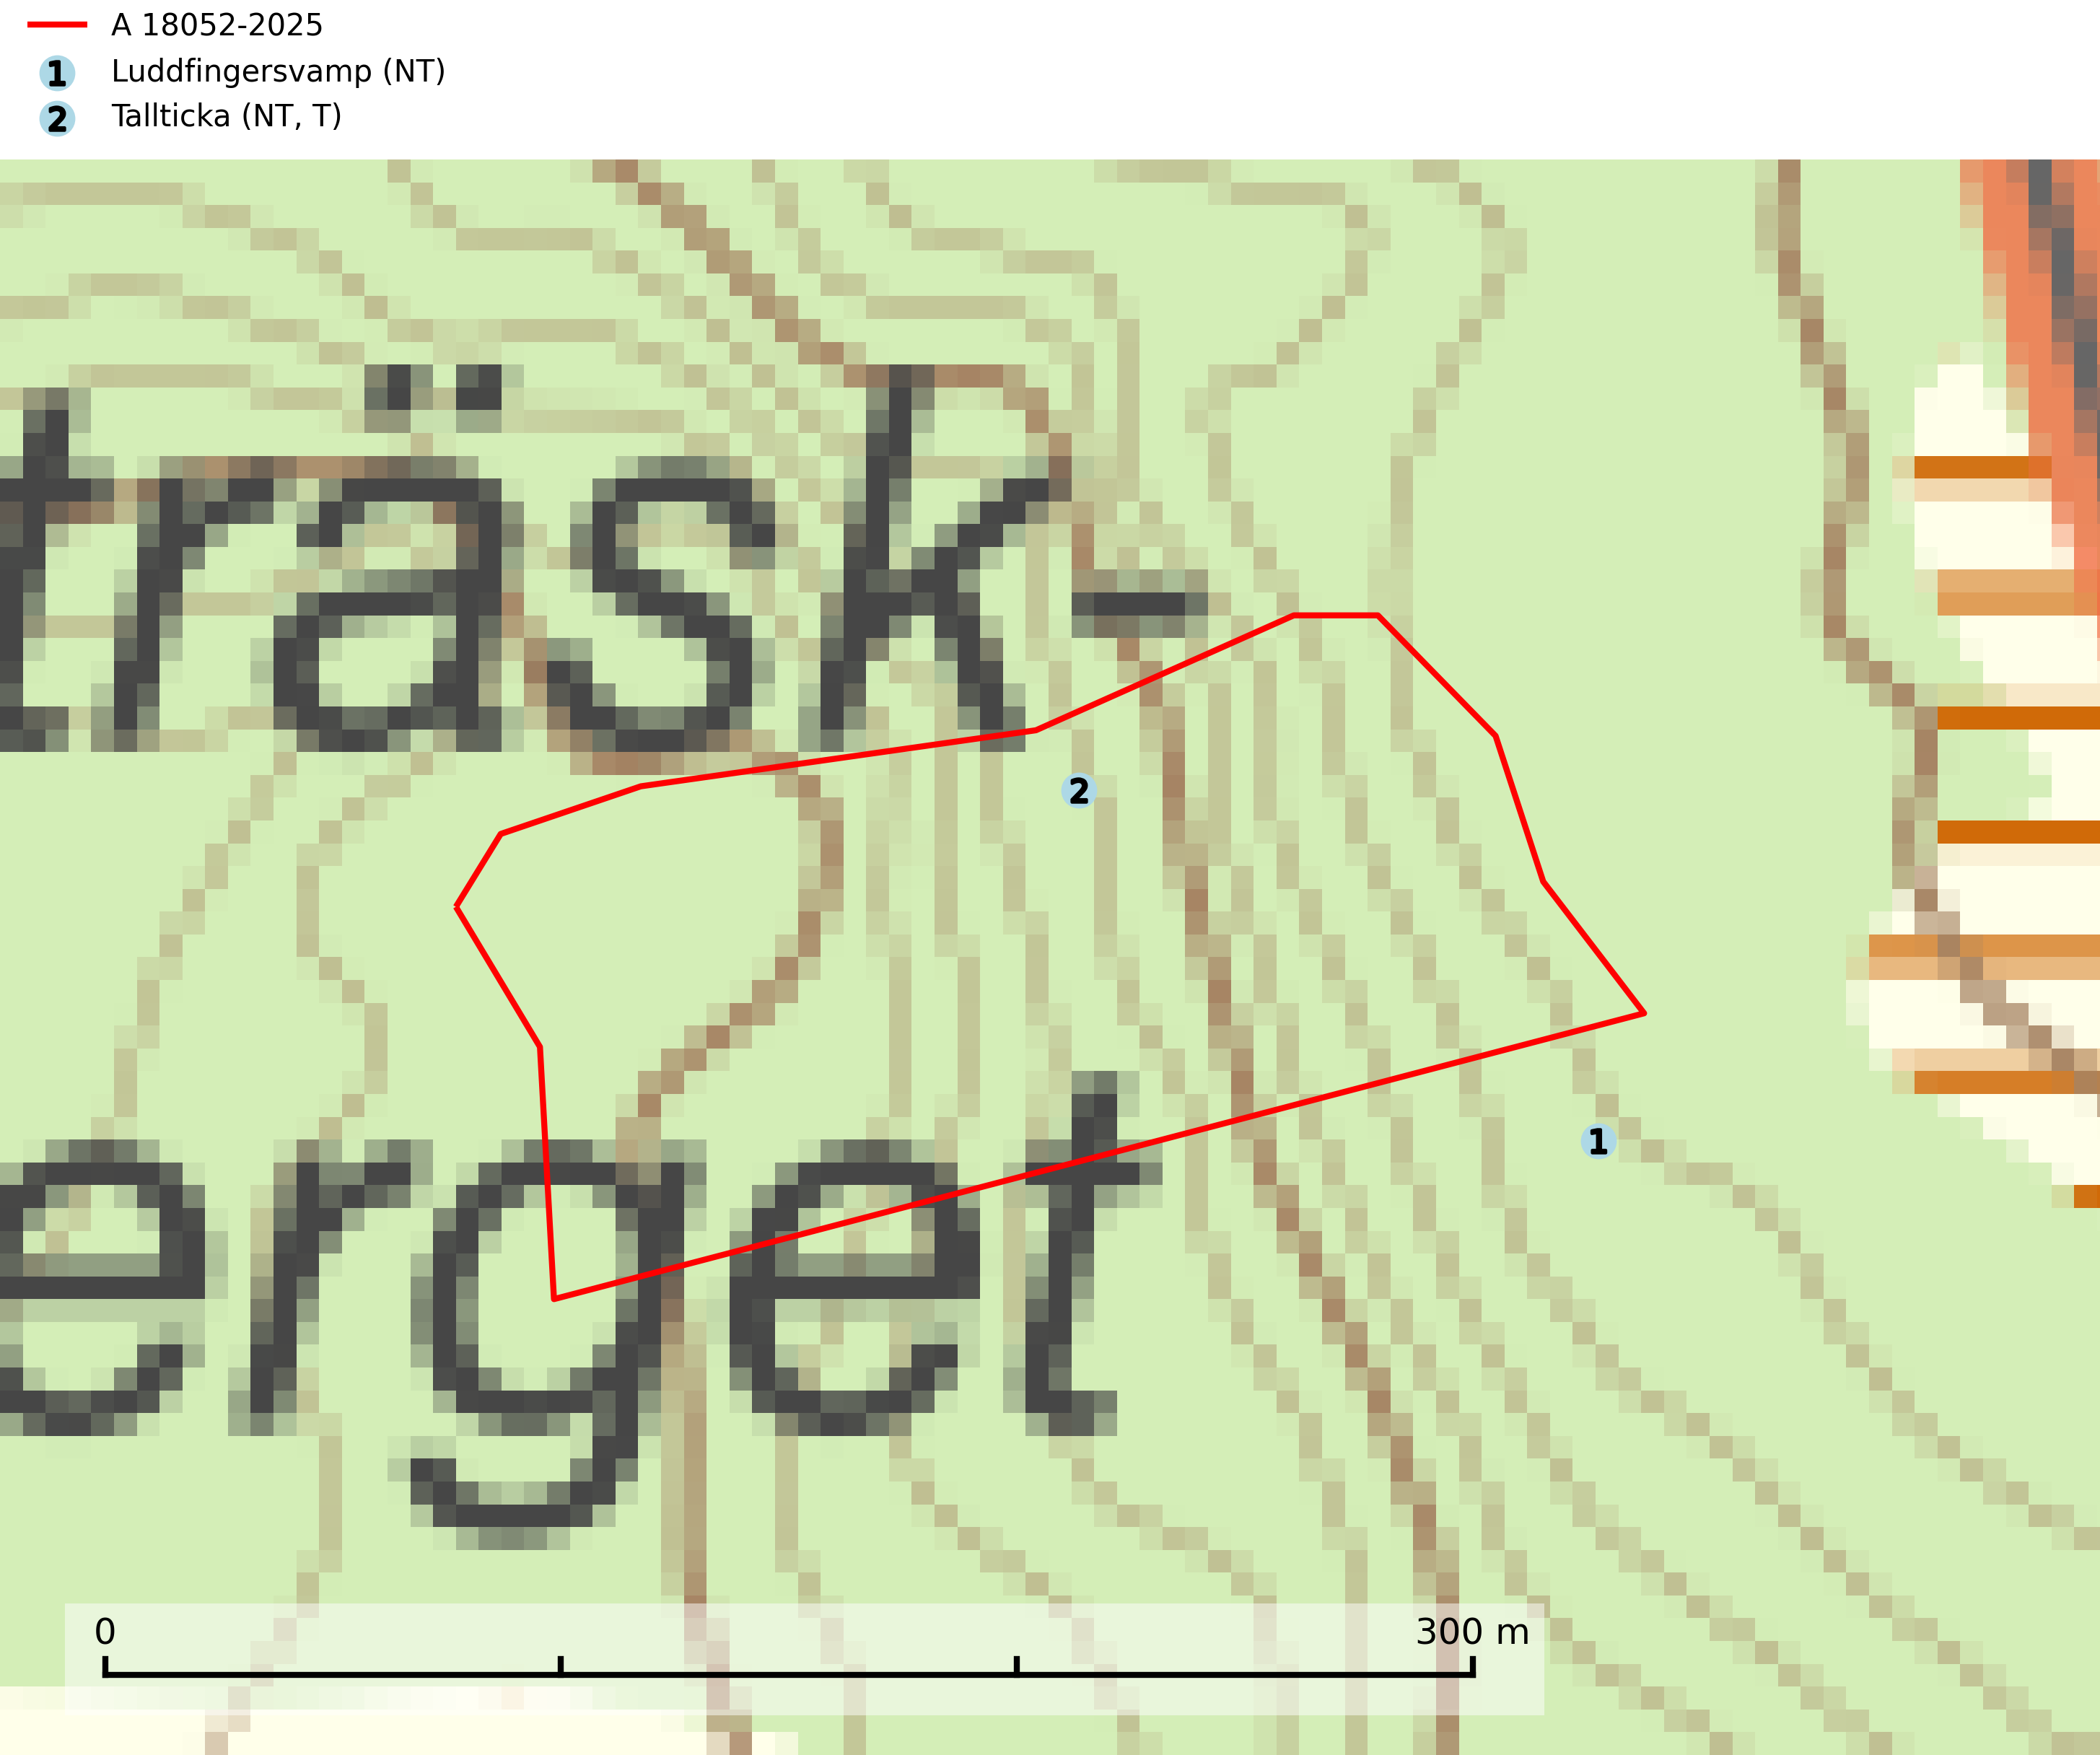 A 18052-2025
1 Luddfingersvamp (NT)
2 Tallticka (NT, T)
träsk-
2
1
erget
0 300 m